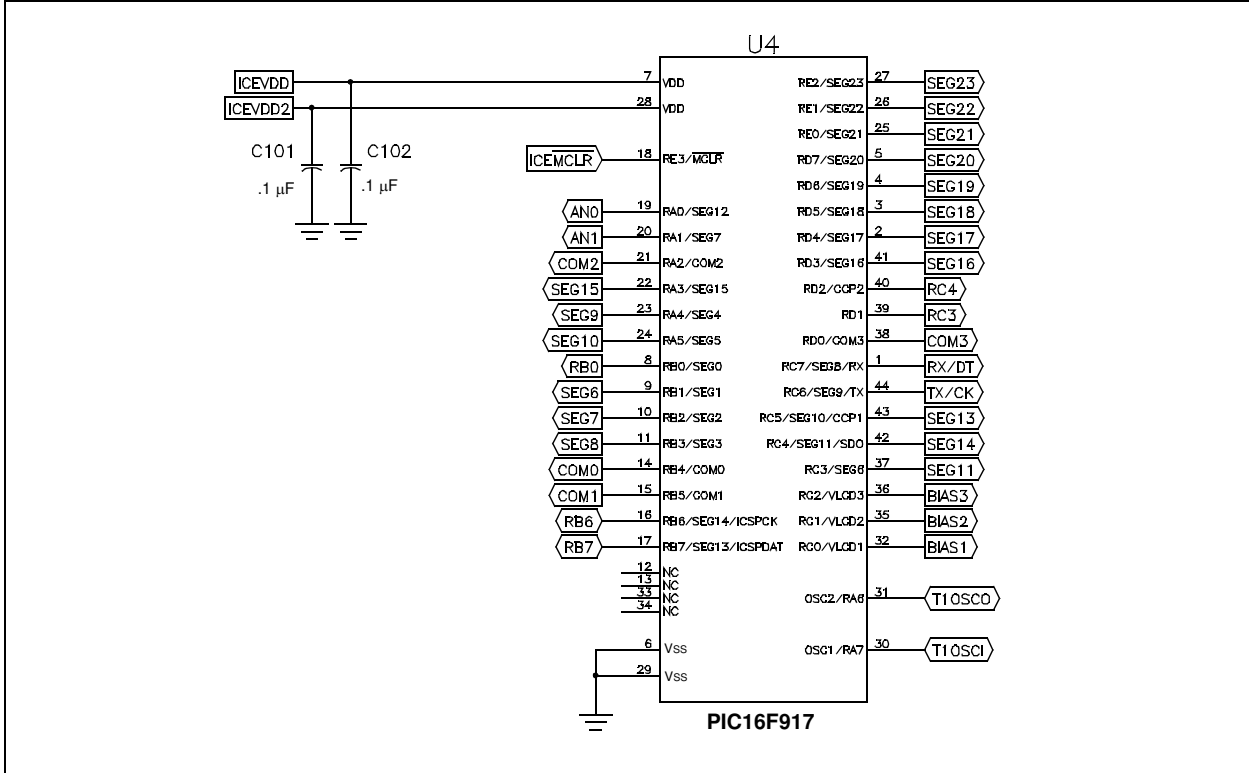 U4
ICEVDD 7 VDD RE2/SEG23 27 SEG23
ICEVDD2 28 VDD RE1/SEG22 26 SEG22
RE0/SEG21 25 SEG21
C101 C102 ICEMCLR 18 RE3/MCLR RD7/SEG20 5 SEG20
.1 µF .1 µF RD6/SEG19 4 SEG19
AN0 19 RA0/SEG12 RD5/SEG18 3 SEG18
AN1 20 RA1/SEG7 RD4/SEG17 2 SEG17
COM2 21 RA2/COM2 RD3/SEG16 41 SEG16
SEG15 22 RA3/SEG15 RD2/CCP2 40 RC4
SEG9 23 RA4/SEG4 RD1 39 RC3
SEG10 24 RA5/SEG5 RD0/COM3 38 COM3
RB0 8 RB0/SEG0 RC7/SEG8/RX 1 RX/DT
SEG6 9 RB1/SEG1 RC6/SEG9/TX 44 TX/CK
SEG7 10 RB2/SEG2 RC5/SEG10/CCP1 43 SEG13
SEG8 11 RB3/SEG3 RC4/SEG11/SDO 42 SEG14
COM0 14 RB4/COM0 RC3/SEG6 37 SEG11
COM1 15 RB5/COM1 RC2/VLCD3 36 BIAS3
RB6 16 RB6/SEG14/ICSPCK RC1/VLCD2 35 BIAS2
RB7 17 RB7/SEG13/ICSPDAT RC0/VLCD1 32 BIAS1
12 NC
13 NC
33 NC OSC2/RA6 31 T1OSCO
34 NC
6 Vss OSC1/RA7 30 T1OSCI
29 Vss
PIC16F917